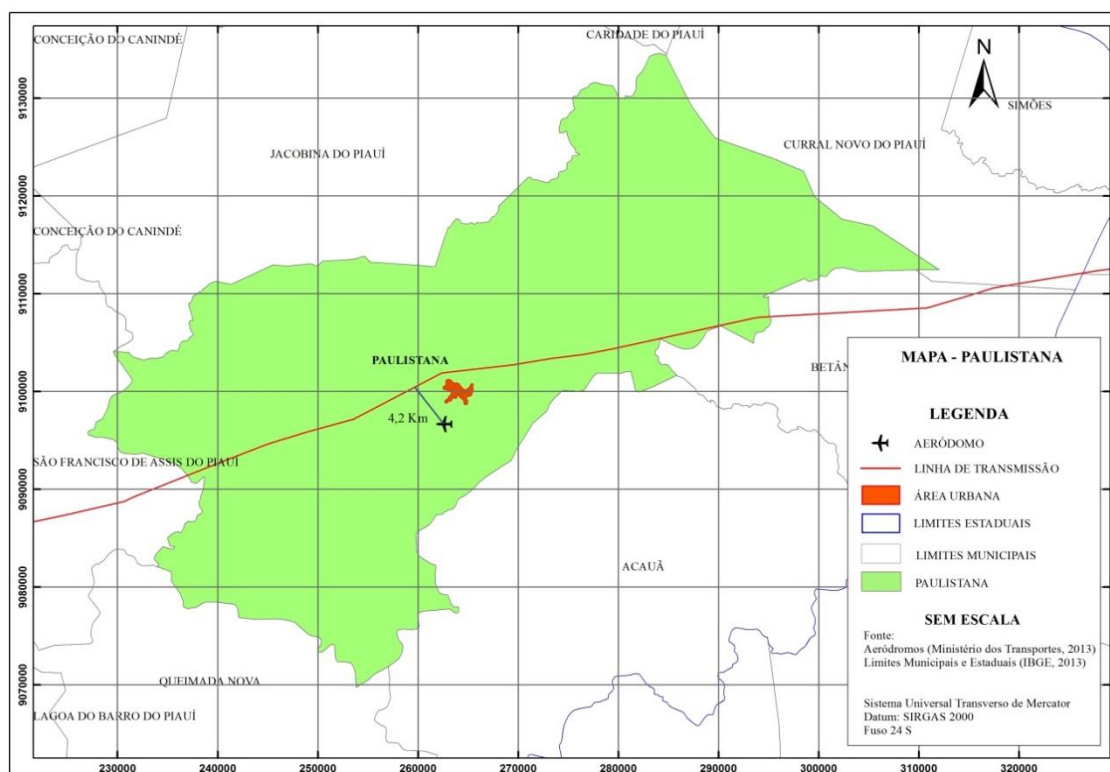 CONCEIÇÃO DO CANINDÉ
CARIDADE DO PIAUÍ
N
SIMÕES
JACOBINA DO PIAUÍ
CURRAL NOVO DO PIAUÍ
CONCEIÇÃO DO CANINDÉ
PAULISTANA
BETÂN
4,2 Km
SÃO FRANCISCO DE ASSIS DO PIAUÍ
ACAUÃ
QUEIMADA NOVA
LAGOA DO BARRO DO PIAUÍ
9130000
9120000
9110000
9100000
9090000
9080000
9070000
230000 240000 250000 260000 270000 280000 290000 300000 310000 320000
MAPA - PAULISTANA
LEGENDA
AERÓDOMO
LINHA DE TRANSMISSÃO
ÁREA URBANA
LIMITES ESTADUAIS
LIMITES MUNICIPAIS
PAULISTANA
SEM ESCALA
Fonte:
Aeródromos (Ministério dos Transportes, 2013)
Limites Municipais e Estaduais (IBGE, 2013)
Sistema Universal Transverso de Mercator
Datum: SIRGAS 2000
Fuso 24 S